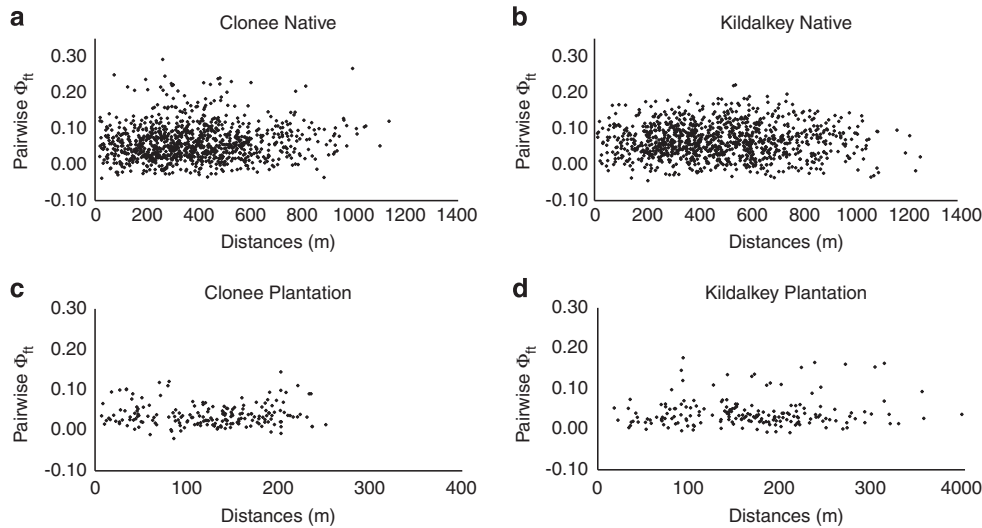 a Clonee Native
0.30
0.20
0.10
0.00
-0.10
Pairwise Φft
0 200 400 600 800 1000 1200 1400
Distances (m)
b Kildalkey Native
0.30
0.20
0.10
0.00
-0.10
Pairwise Φft
0 200 400 600 800 1000 1200 1400
Distances (m)
c Clonee Plantation
0.30
0.20
0.10
0.00
-0.10
Pairwise Φft
0 100 200 300 400
Distances (m)
d Kildalkey Plantation
0.30
0.20
0.10
0.00
-0.10
Pairwise Φft
0 100 200 300 4000
Distances (m)